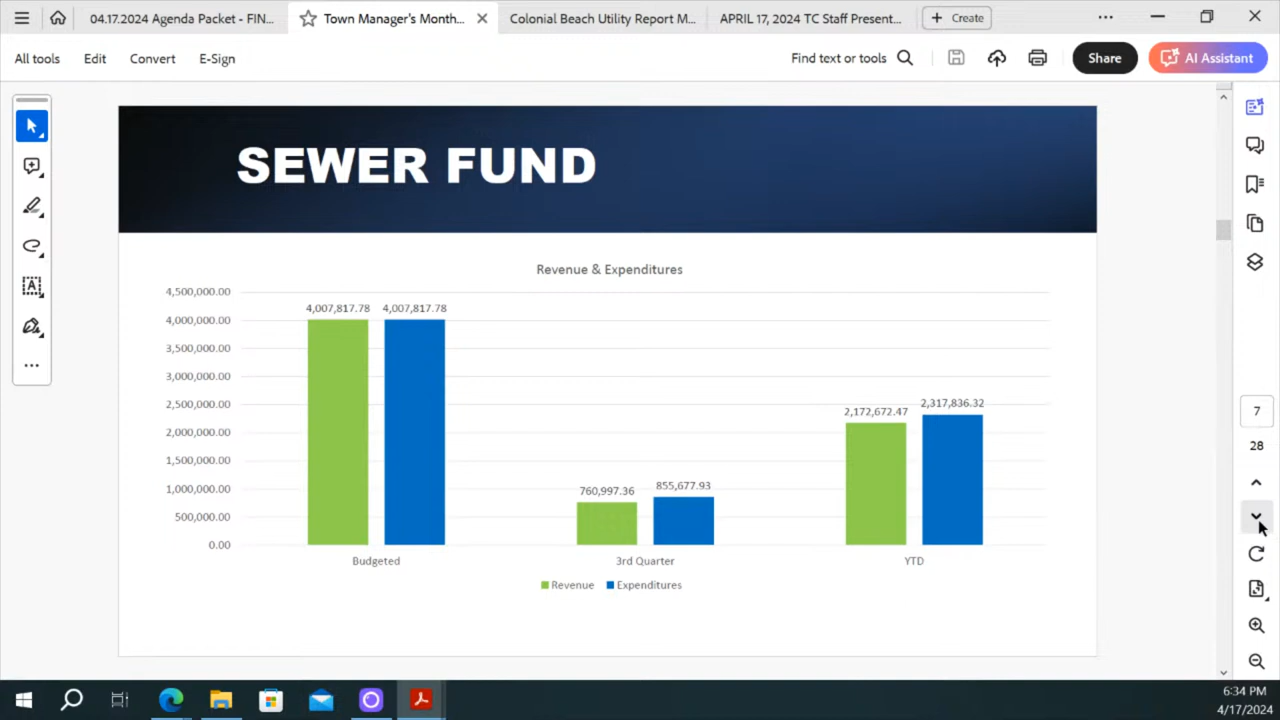 04.17.2024 Agenda Packet - FIN...
Town Manager's Month...
Colonial Beach Utility Report M...
APRIL 17, 2024 TC Staff Present...
Create
All tools
Edit
Convert
E-Sign
Find text or tools
Share
AI Assistant
SEWER FUND
Revenue & Expenditures
4,500,000.00
4,000,000.00
3,500,000.00
3,000,000.00
2,500,000.00
2,000,000.00
1,500,000.00
1,000,000.00
500,000.00
0.00
4,007,817.78
4,007,817.78
760,997.36
855,677.93
2,172,672.47
2,317,836.32
Budgeted
3rd Quarter
YTD
Revenue
Expenditures
7
28
6:34 PM
4/17/2024